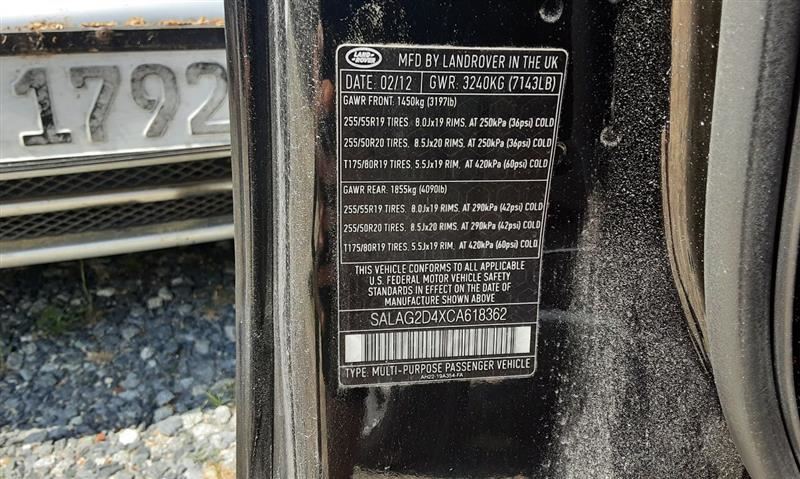 1792
LAND ROVER
MFD BY LANDROVER IN THE UK
DATE: 02/12 GWR: 3240KG (7143LB)
GAWR FRONT: 1450kg (3197lb)
255/55R19 TIRES, 8.0Jx19 RIMS, AT 250kPa (36psi) COLD
255/50R20 TIRES, 8.5Jx20 RIMS, AT 250kPa (36psi) COLD
T175/80R19 TIRES, 5.5Jx19 RIM, AT 420kPa (60psi) COLD
GAWR REAR: 1855kg (4090lb)
255/55R19 TIRES, 8.0Jx19 RIMS, AT 290kPa (42psi) COLD
255/50R20 TIRES, 8.5Jx20 RIMS, AT 290kPa (42psi) COLD
T175/80R19 TIRES, 5.5Jx19 RIM, AT 420kPa (60psi) COLD
THIS VEHICLE CONFORMS TO ALL APPLICABLE
U.S. FEDERAL MOTOR VEHICLE SAFETY
STANDARDS IN EFFECT ON THE DATE OF
MANUFACTURE SHOWN ABOVE
SALAG2D4XCA618362
TYPE: MULTI-PURPOSE PASSENGER VEHICLE
AH22-19A354-FA